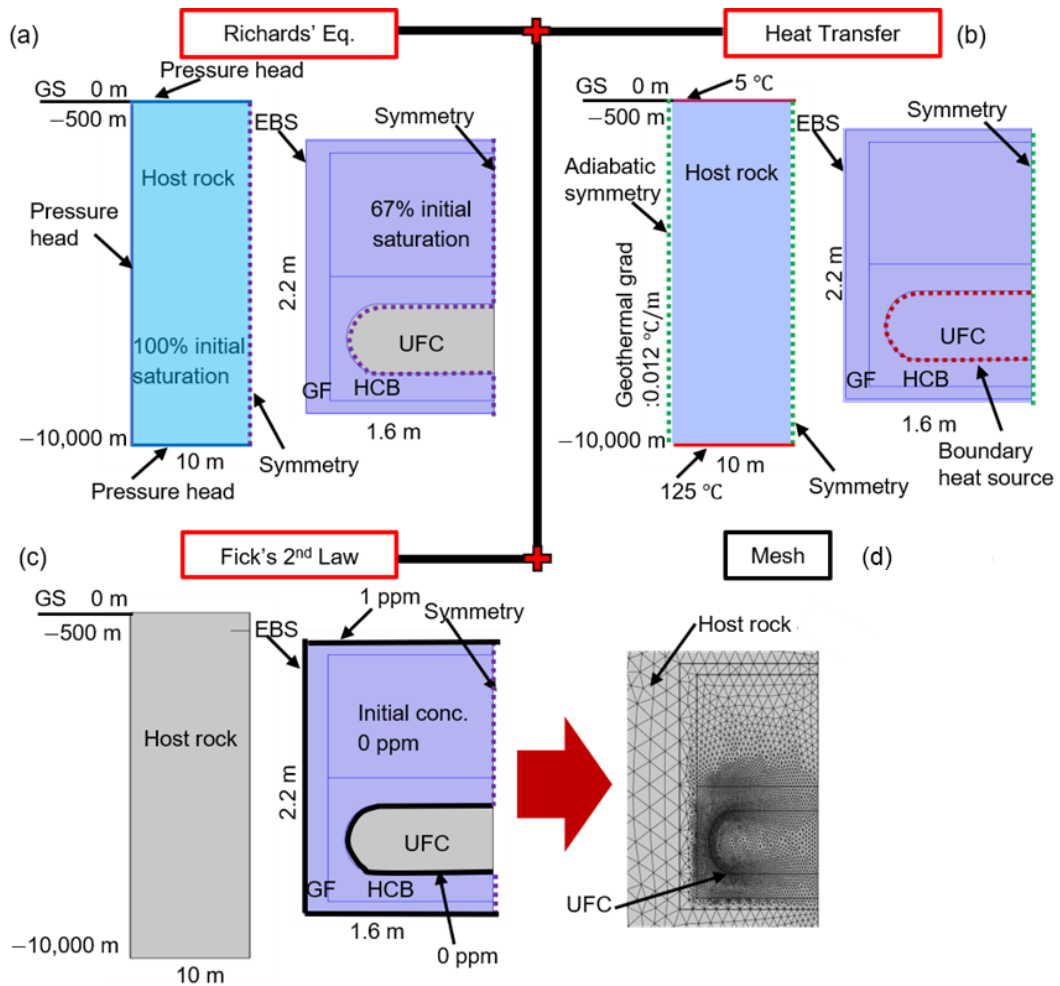 (a)
Richards' Eq.
Pressure head
GS 0 m
−500 m
EBS
Symmetry
Host rock
67% initial
saturation
Pressure
head
2.2 m
UFC
100% initial
saturation
GF
HCB
−10,000 m
1.6 m
10 m
Symmetry
Pressure head
Heat Transfer
(b)
5 ℃
GS 0 m
−500 m
EBS
Symmetry
Adiabatic
symmetry
Host rock
Geothermal grad
:0.012 ℃/m
2.2 m
UFC
GF
HCB
−10,000 m
1.6 m
10 m
Boundary
heat source
125 ℃
Symmetry
(c)
Fick's 2nd Law
GS 0 m
1 ppm
−500 m
EBS
Symmetry
Host rock
Initial conc.
0 ppm
2.2 m
UFC
GF
HCB
−10,000 m
1.6 m
0 ppm
10 m
Mesh
(d)
Host rock
UFC